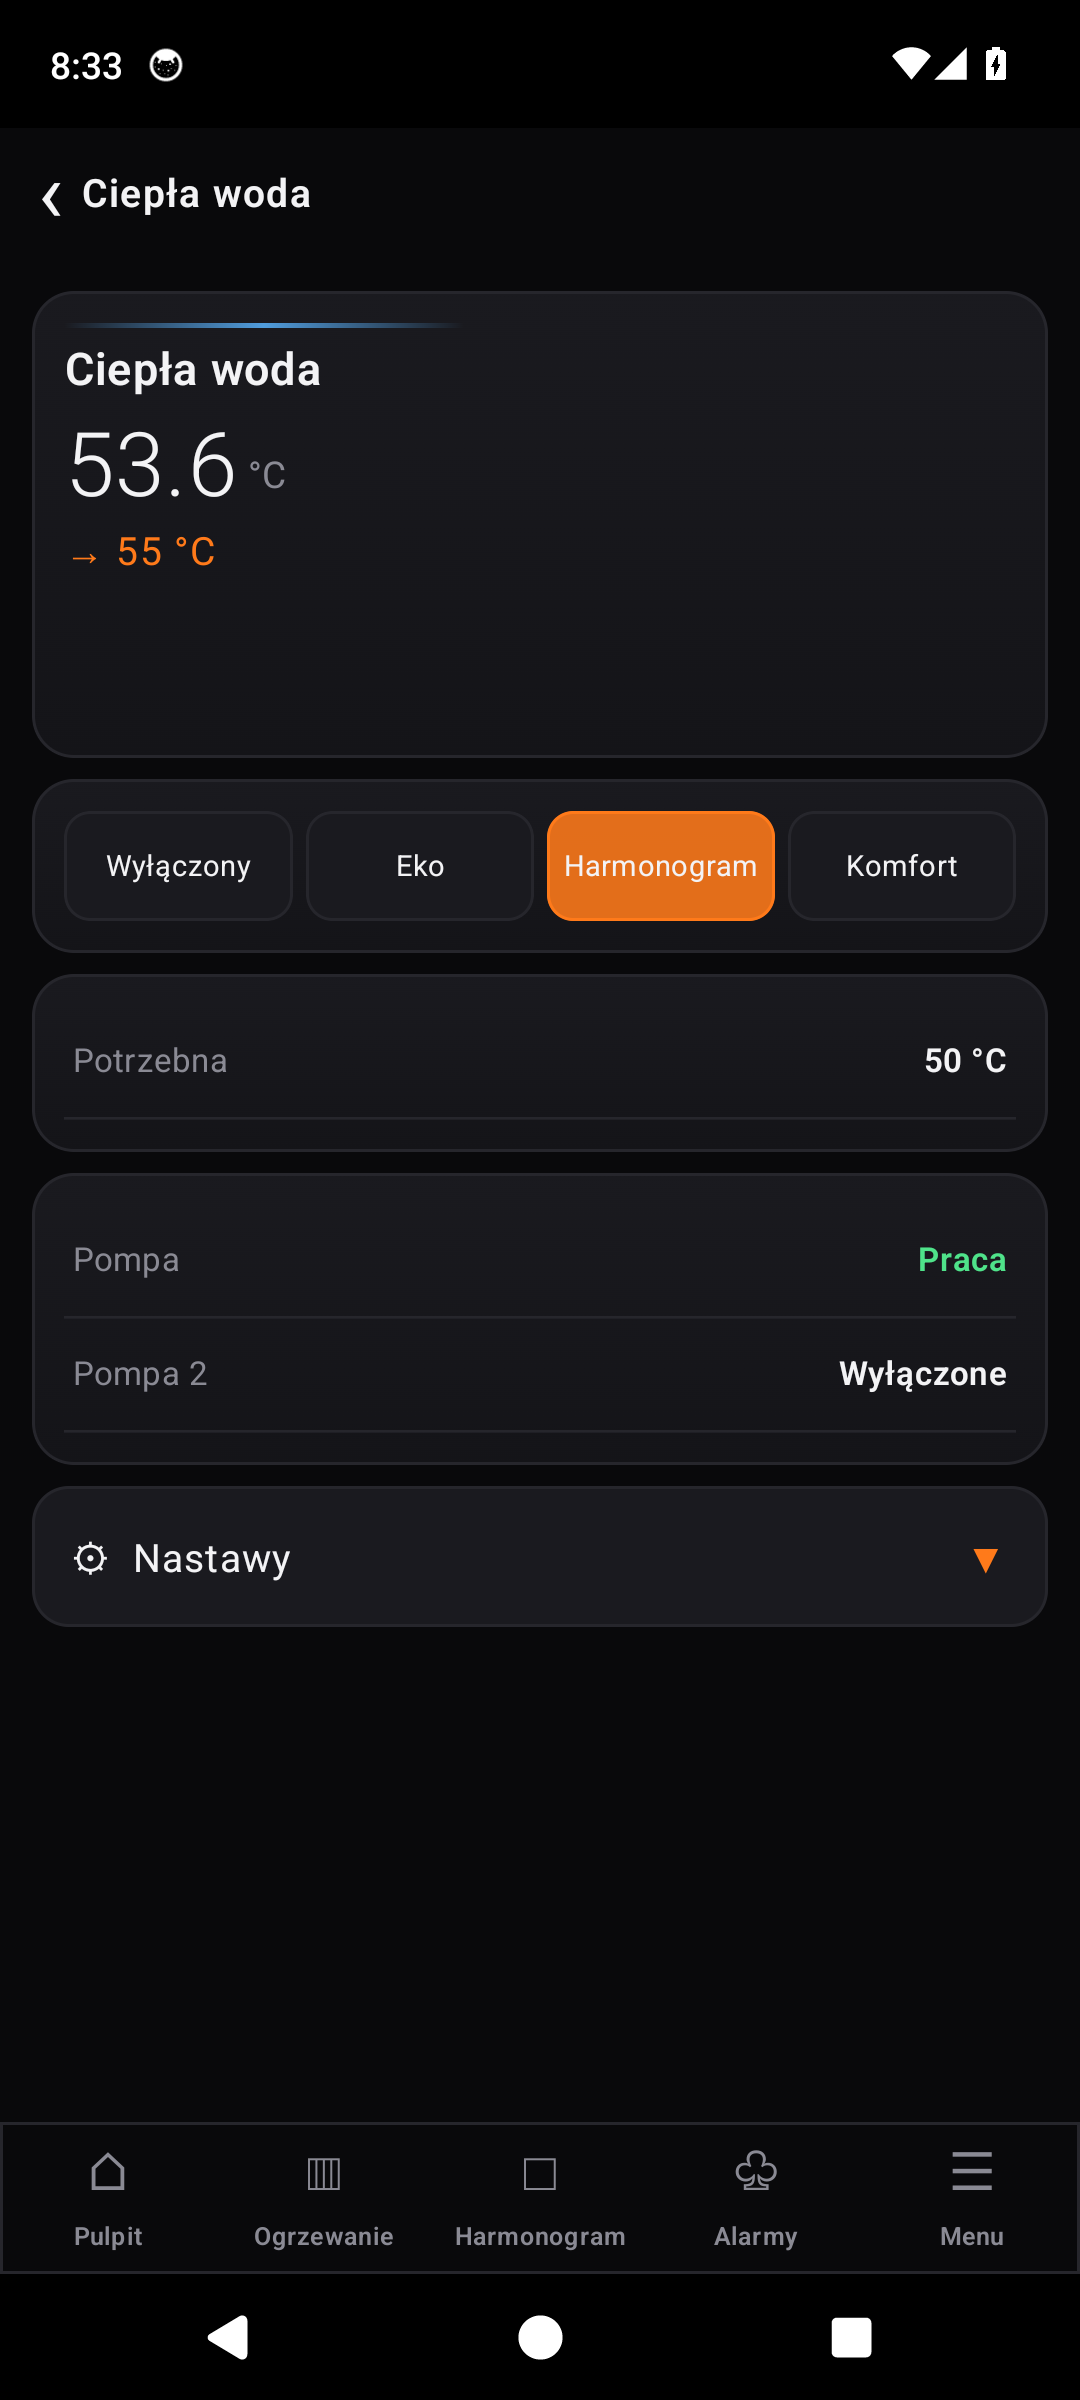 8:33
Ciepła woda
Ciepła woda
53.6 °C
→ 55 °C
Wyłączony Eko Harmonogram Komfort
Potrzebna 50 °C
Pompa Praca
Pompa 2 Wyłączone
Nastawy
Pulpit Ogrzewanie Harmonogram Alarmy Menu